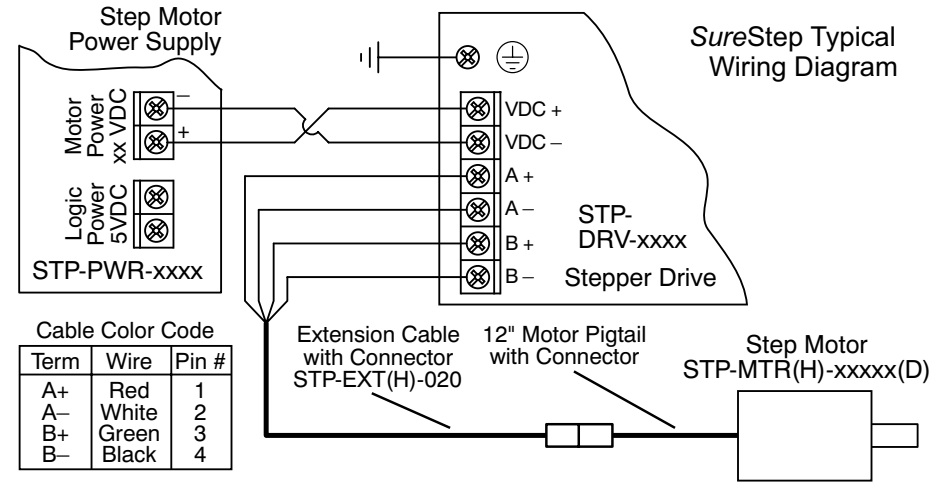 Step Motor
Power Supply
SureStep Typical
Wiring Diagram
Motor
Power
xx VDC
–
+
Logic
Power
5VDC
STP-PWR-xxxx
VDC +
VDC –
A +
A –
B +
B –
STP-
DRV-xxxx
Stepper Drive
Cable Color Code
Term Wire Pin #
A+ Red 1
A– White 2
B+ Green 3
B– Black 4
Extension Cable
with Connector
STP-EXT(H)-020
12" Motor Pigtail
with Connector
Step Motor
STP-MTR(H)-xxxxx(D)